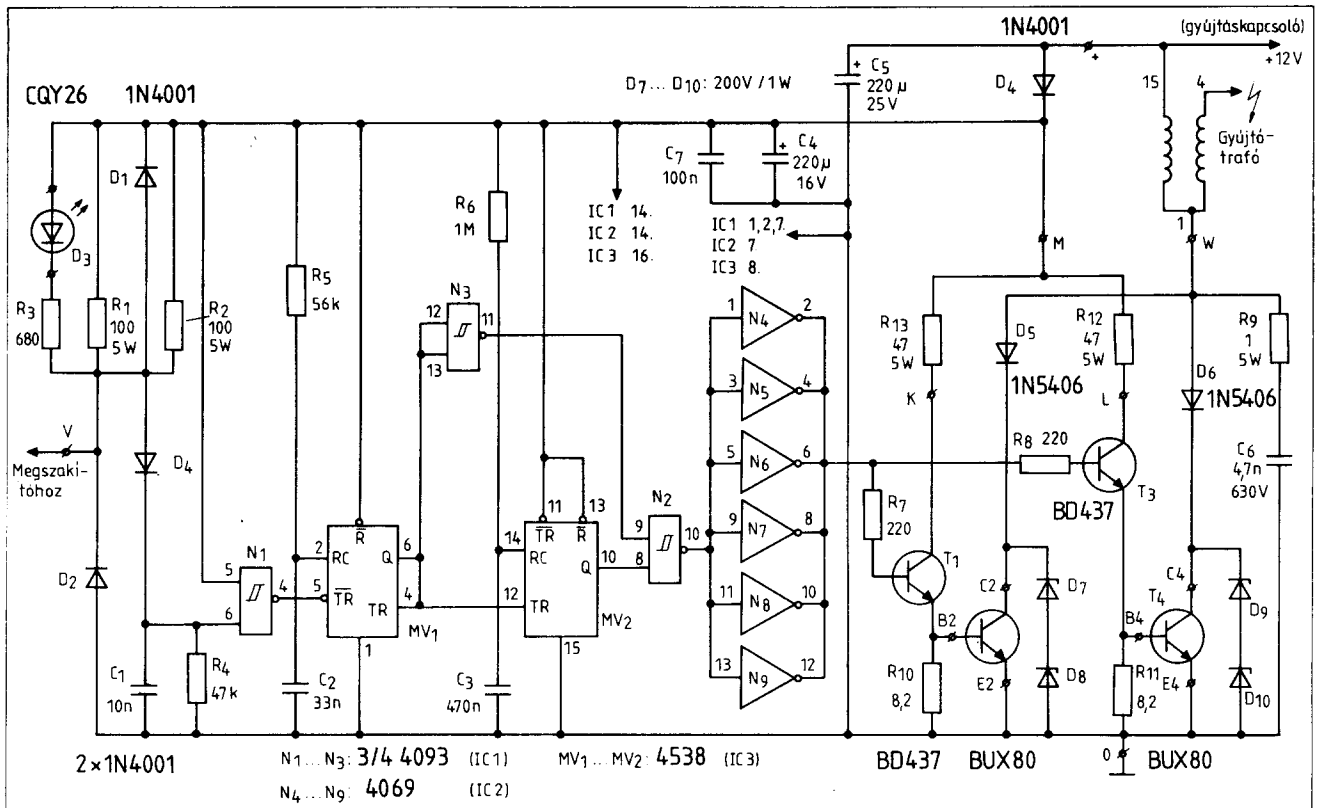 1N4001
(gyújtáskapcsoló)
+
+12V
D7... D10: 200V/1W
+ C5
220µ
25V
D4
15
4
Gyújtó-
trafó
CQY26
1N4001
D1
D3
R3
680
R1
100
5W
R2
100
5W
R5
56k
R6
1M
IC1 14.
IC2 14.
IC3 16.
C7
100n
+ C4
220µ
16V
IC1 1,2,7.
IC2 7
IC3 8.
M
1
W
N3
12
13
11
V
Megszakí-
tóhoz
D4
D2
N1
5
6
4
C1
10n
R4
47k
C2
33n
R̅
2
RC
Q
6
5
T̅R̅
TR
4
1
MV1
C3
470n
11
13
T̅R̅
R̅
14
RC
Q
10
12
TR
15
MV2
N2
9
8
10
1
N4
2
3
N5
4
5
N6
6
9
N7
8
11
N8
10
13
N9
12
R13
47
5W
K
D5
1N5406
R12
47
5W
L
D6
1N5406
R9
1
5W
C6
4,7n
630V
R8 220
T3
BD437
R7
220
T1
B2
C2
D7
D8
E2
R10
8,2
B4
T4
C4
D9
D10
E4
R11
8,2
0
2×1N4001
N1...N3: 3/4 4093 (IC1)
N4...N9: 4069 (IC2)
MV1...MV2: 4538 (IC3)
BD437
BUX80
BUX80